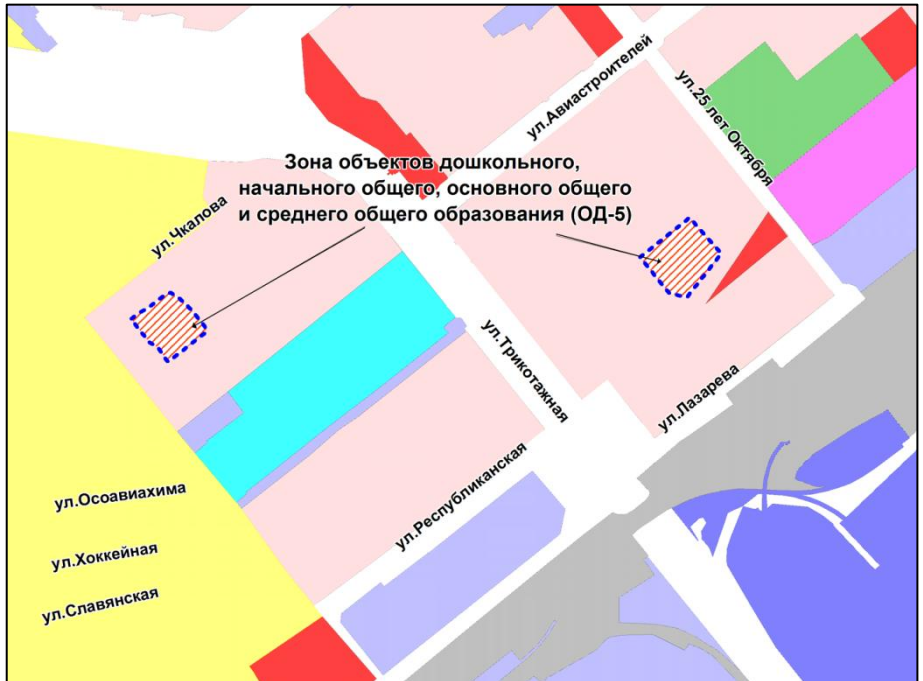 ул.Авиастроителей
ул.25 лет Октября
Зона объектов дошкольного,
начального общего, основного общего
и среднего общего образования (ОД-5)
ул.Чкалова
ул.Трикотажная
ул.Лазарева
ул.Республиканская
ул.Осоавиахима
ул.Хоккейная
ул.Славянская